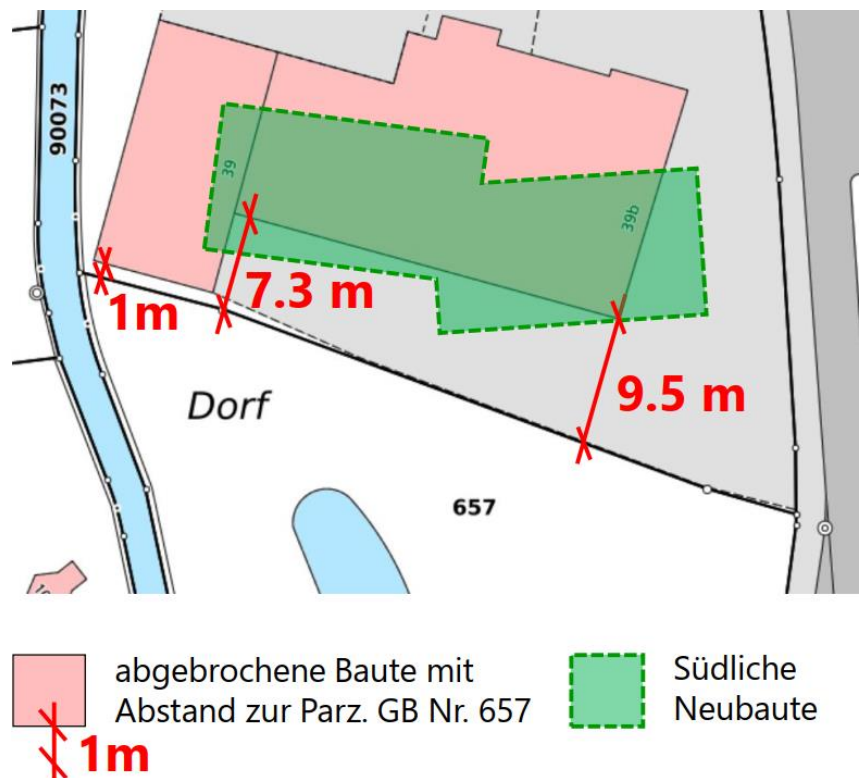 90073
39
39b
1m
7.3 m
9.5 m
Dorf
657
abgebrochene Baute mit
Abstand zur Parz. GB Nr. 657
1m
Südliche
Neubaute